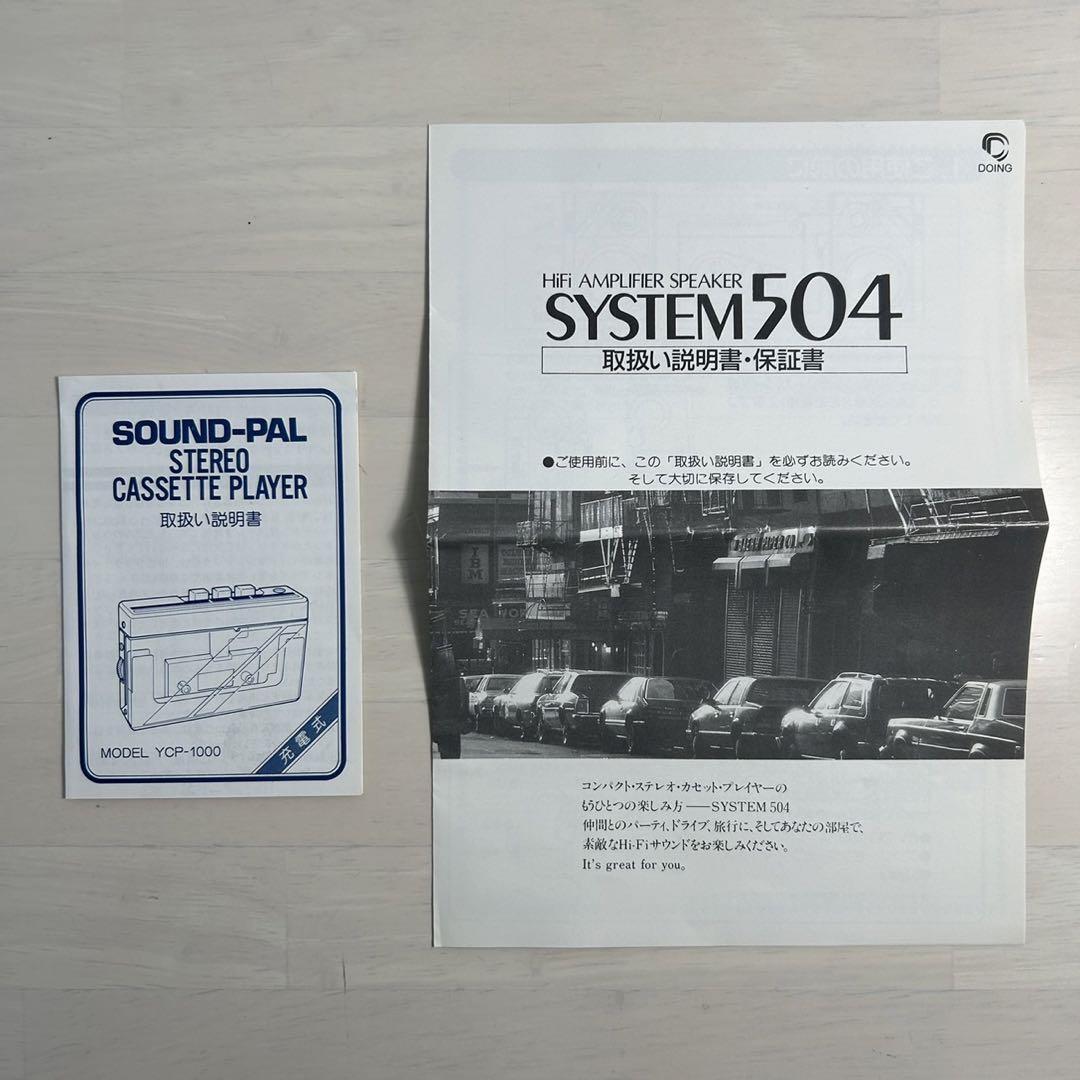 SOUND-PAL
STEREO
CASSETTE PLAYER
取扱い説明書
MODEL YCP-1000
充電式
DOING
HiFi AMPLIFIER SPEAKER
SYSTEM504
取扱い説明書・保証書
●ご使用前に、この「取扱い説明書」を必ずお読みください。
そして大切に保存してください。
IBM
コンパクト・ステレオ・カセット・プレイヤーの
もうひとつの楽しみ方——SYSTEM 504
仲間とのパーティ、ドライブ、旅行に、そしてあなたの部屋で、
素敵なHi-Fiサウンドをお楽しみください。
It's great for you。